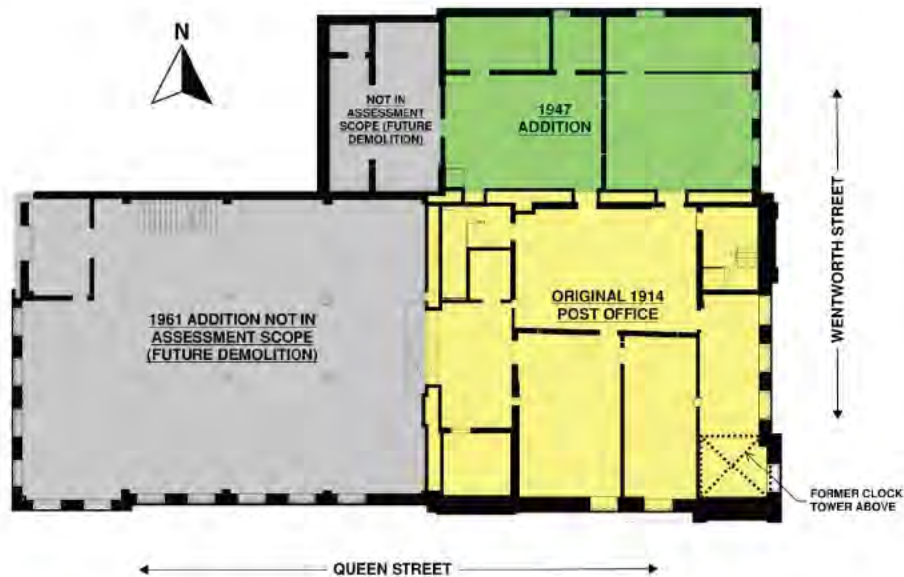 N
NOT IN
ASSESSMENT
SCOPE (FUTURE
DEMOLITION)
1947
ADDITION
WENTWORTH STREET
ORIGINAL 1914
POST OFFICE
1961 ADDITION NOT IN
ASSESSMENT SCOPE
(FUTURE DEMOLITION)
FORMER CLOCK
TOWER ABOVE
QUEEN STREET